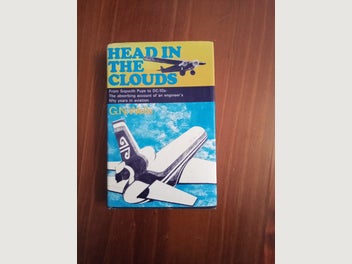 HEAD IN
THE
CLOUDS
From Sopwith Pups to DC-10s.
The absorbing account of an engineer's
fifty years in aviation
G.